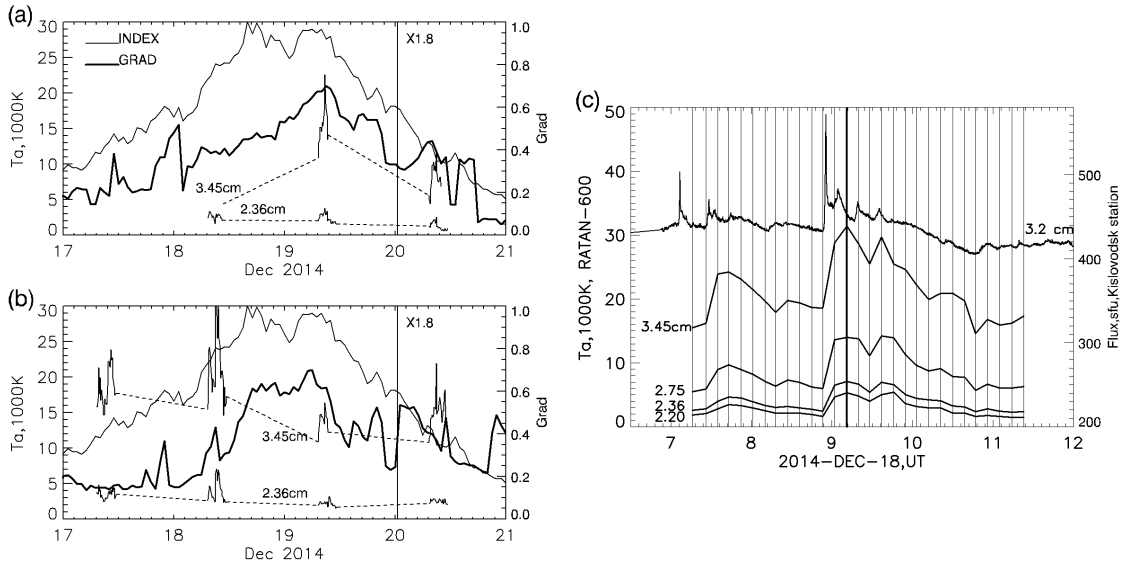 (a)
30
25
20
15
10
5
0
Ta,1000K
INDEX
GRAD
X1.8
3.45cm
2.36cm
1.0
0.8
0.6
0.4
0.2
0.0
Grad
17 18 19 20 21
Dec 2014
(b)
30
25
20
15
10
5
0
Ta,1000K
X1.8
3.45cm
2.36cm
1.0
0.8
0.6
0.4
0.2
0.0
Grad
17 18 19 20 21
Dec 2014
(c)
50
40
30
20
10
0
Ta,1000K, RATAN-600
3.2 cm
3.45cm
2.75
2.36
2.20
500
400
300
200
Flux,sfu,Kislovodsk station
7 8 9 10 11 12
2014-DEC-18,UT